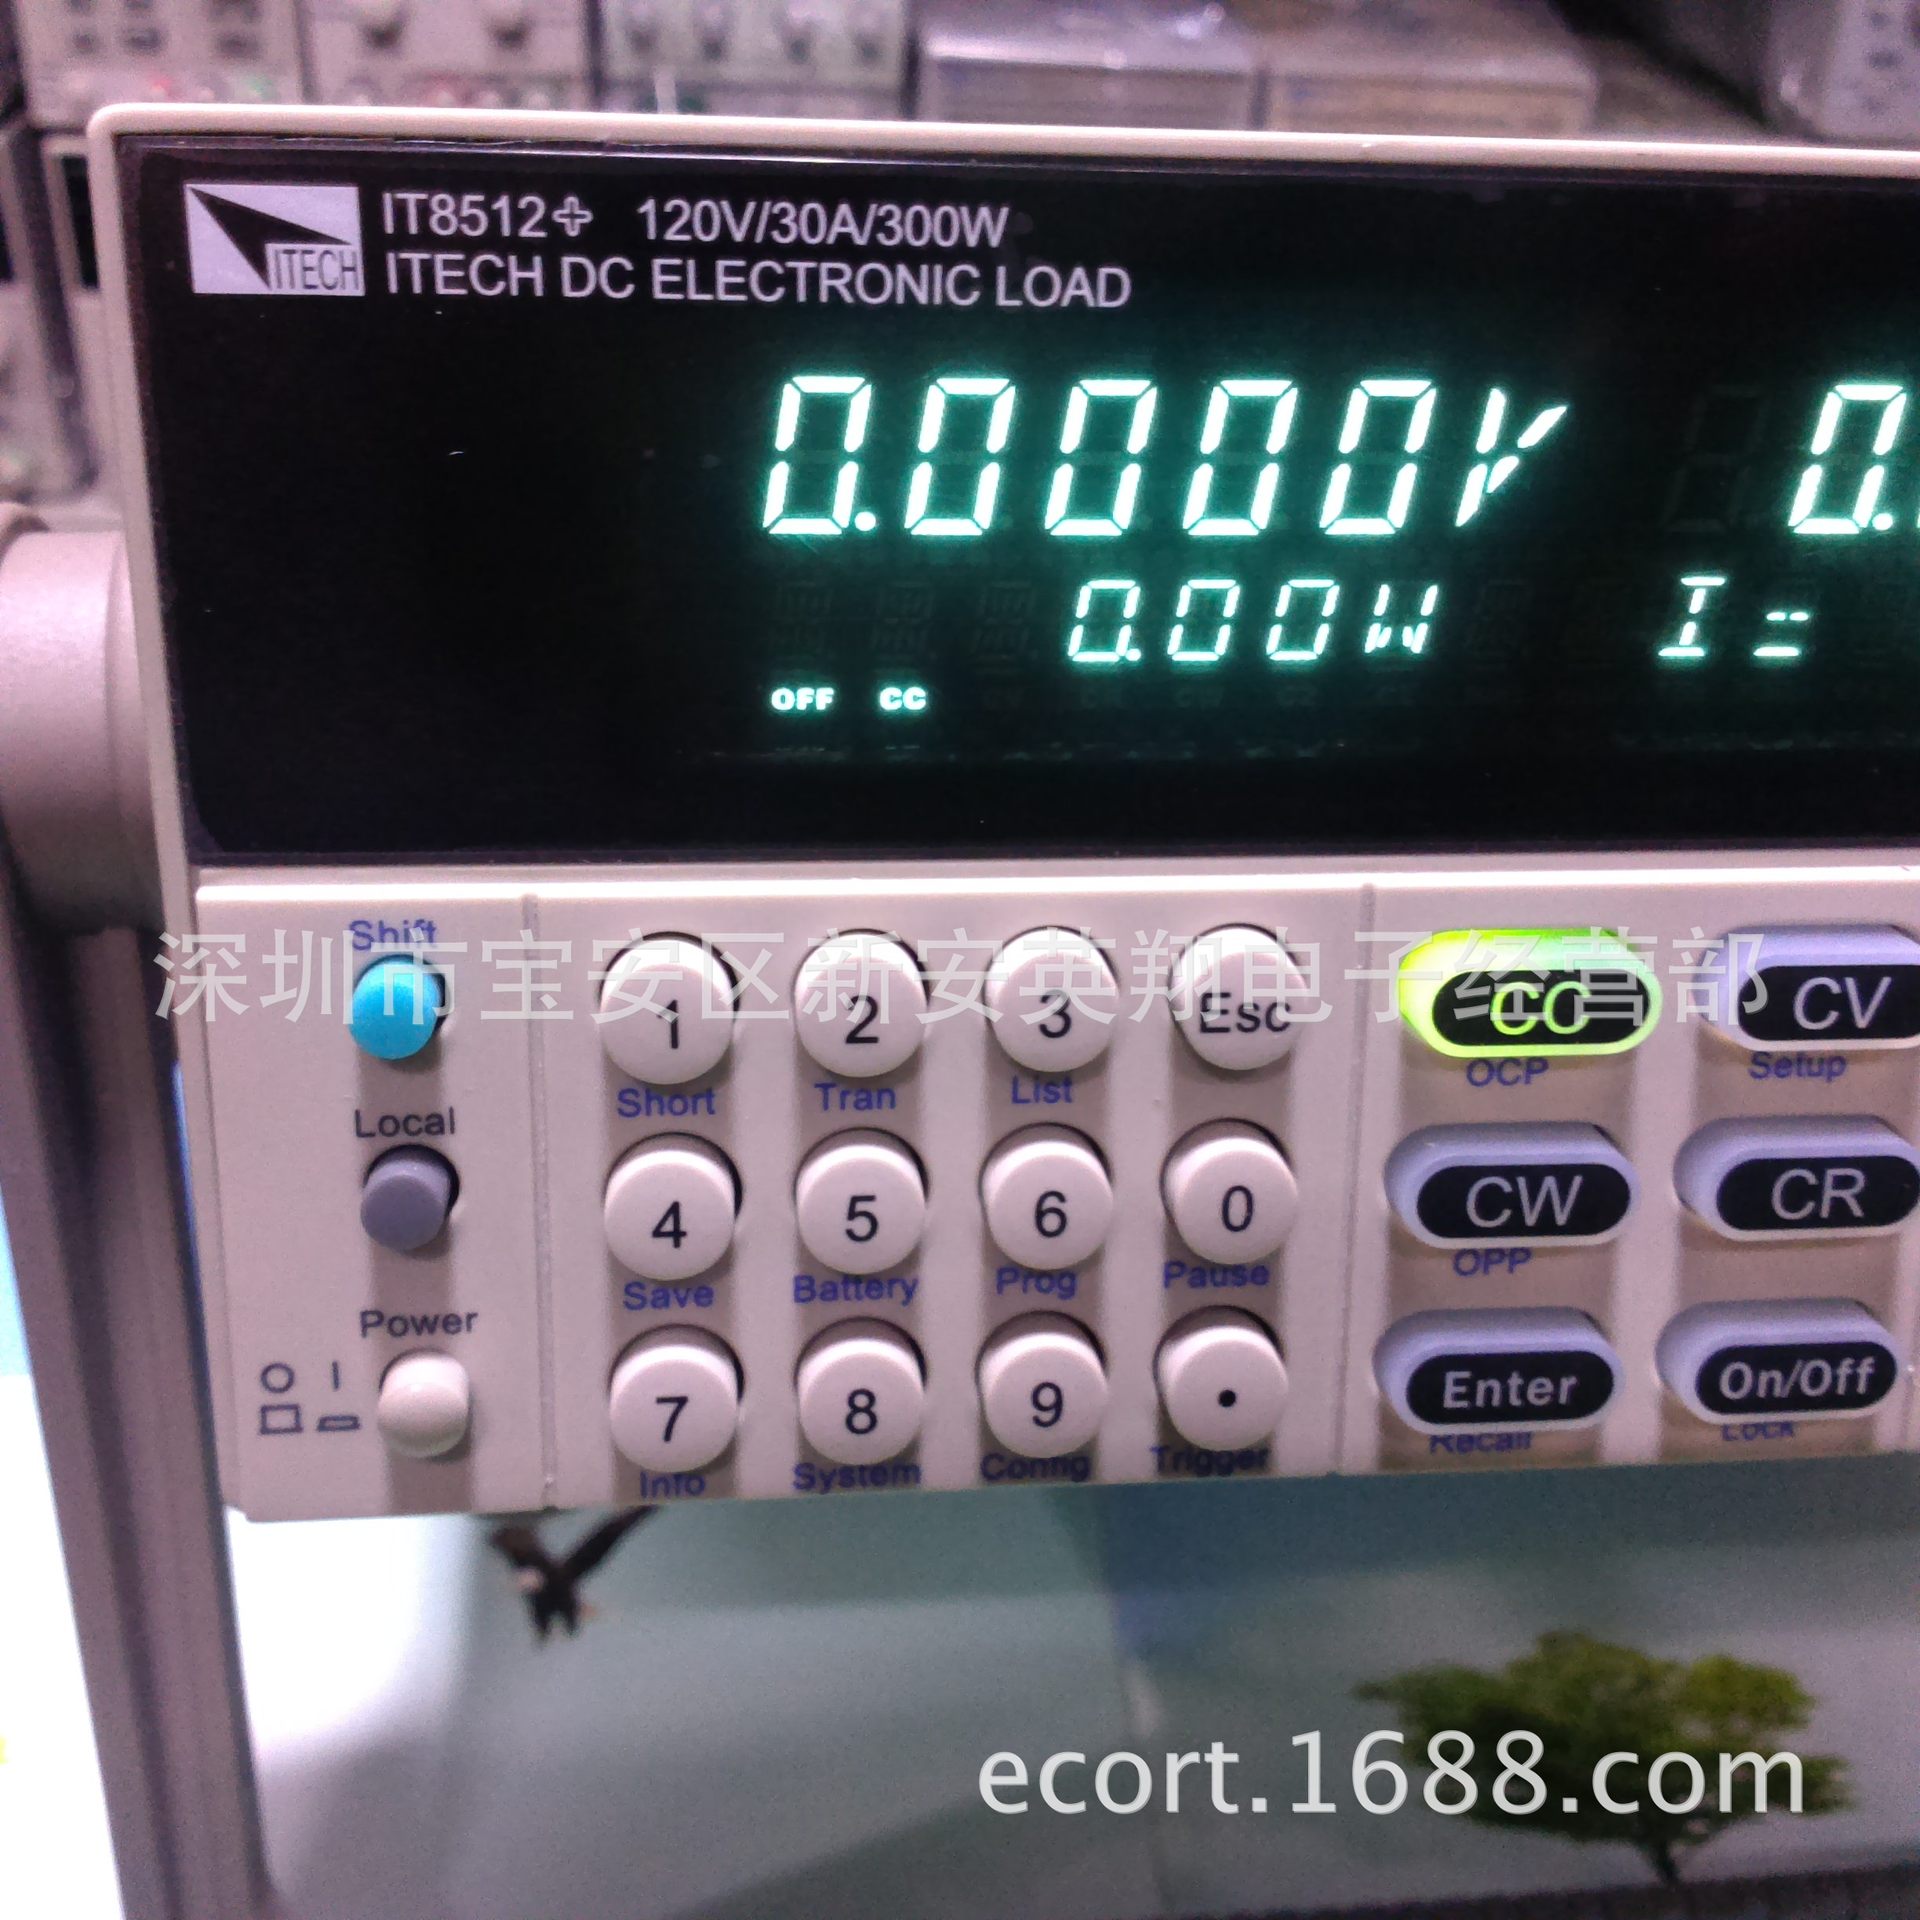 IT8512+ 120V/30A/300W
ITECH
ITECH DC ELECTRONIC LOAD
0.0000V 0.
0.00W I=
OFF CC
深圳市宝安区新安英翔电子经营部
Shift
1 2 3 Esc CC CV
Short Tran List OCP Setup
Local
4 5 6 0 CW CR
Save Battery Prog Pause OPP
Power
7 8 9 . Enter On/Off
Info System Config Trigger Recall Lock
ecort.1688.com